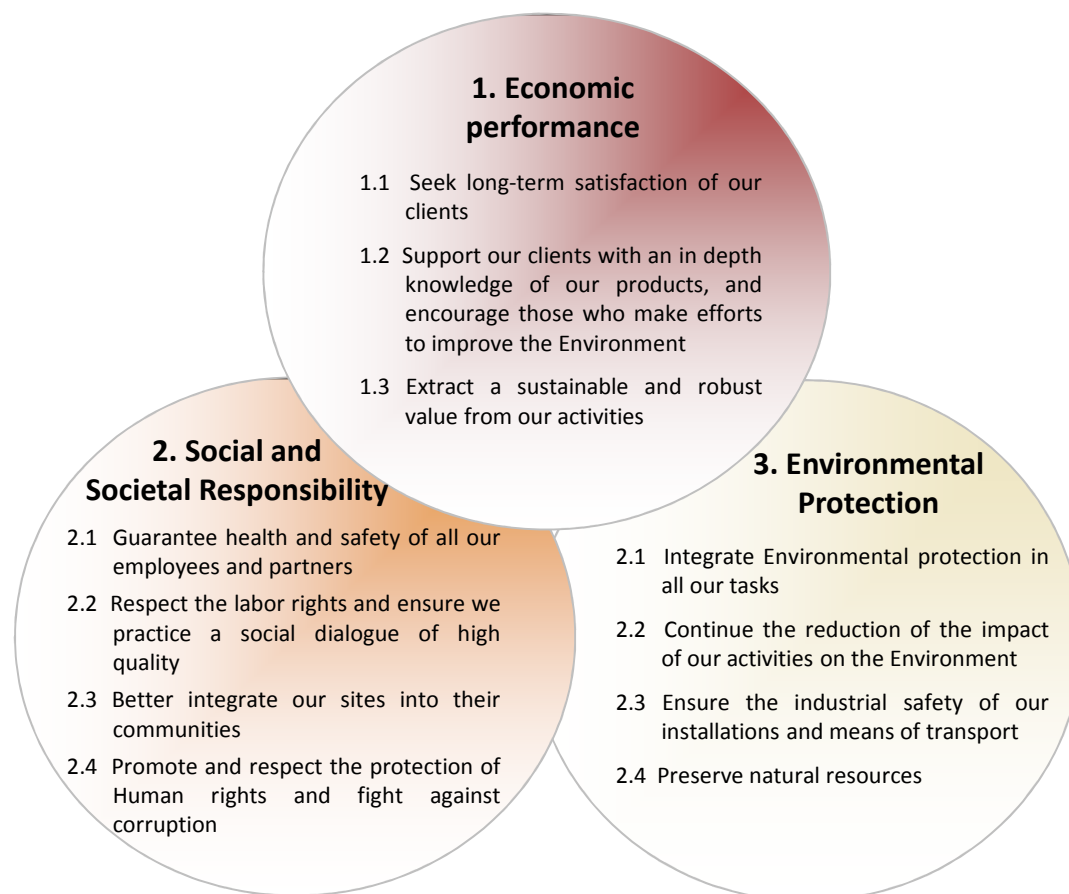 1. Economic
performance
1.1 Seek long-term satisfaction of our
clients
1.2 Support our clients with an in depth
knowledge of our products, and
encourage those who make efforts
to improve the Environment
1.3 Extract a sustainable and robust
value from our activities
2. Social and
Societal Responsibility
2.1 Guarantee health and safety of all our
employees and partners
2.2 Respect the labor rights and ensure we
practice a social dialogue of high
quality
2.3 Better integrate our sites into their
communities
2.4 Promote and respect the protection of
Human rights and fight against
corruption
3. Environmental
Protection
2.1 Integrate Environmental protection in
all our tasks
2.2 Continue the reduction of the impact
of our activities on the Environment
2.3 Ensure the industrial safety of our
installations and means of transport
2.4 Preserve natural resources